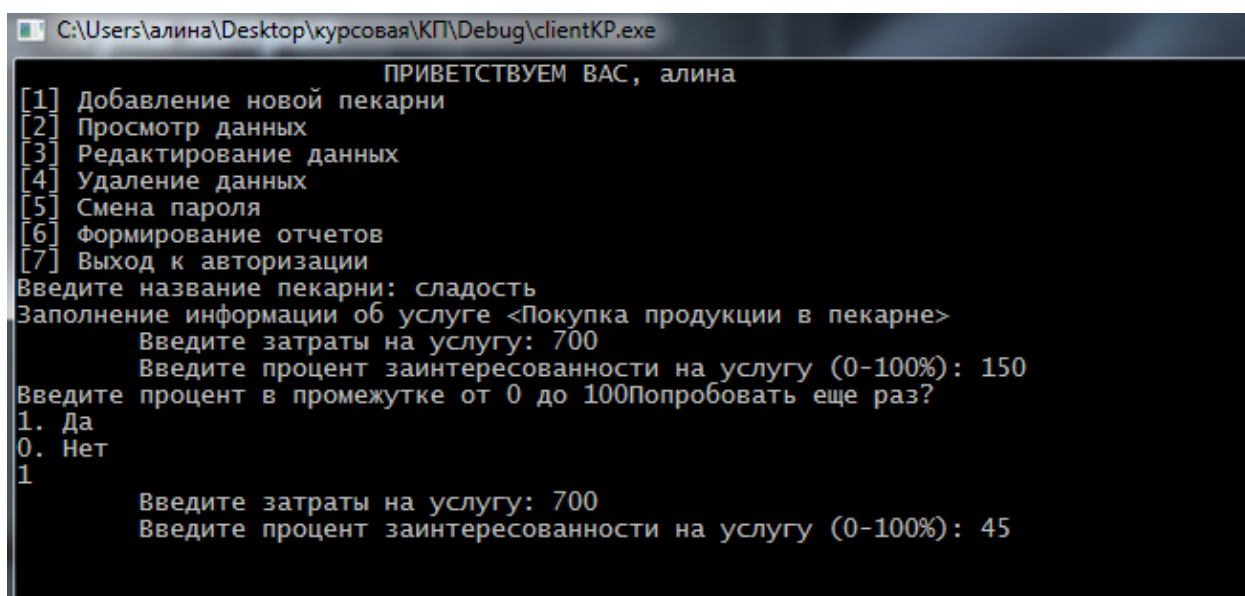 C:\Users\алина\Desktop\курсовая\КП\Debug\clientKP.exe
ПРИВЕТСТВУЕМ ВАС, алина
[1] Добавление новой пекарни
[2] Просмотр данных
[3] Редактирование данных
[4] Удаление данных
[5] Смена пароля
[6] Формирование отчетов
[7] Выход к авторизации
Введите название пекарни: сладость
Заполнение информации об услуге <Покупка продукции в пекарне>
Введите затраты на услугу: 700
Введите процент заинтересованности на услугу (0-100%): 150
Введите процент в промежутке от 0 до 100Попробовать еще раз?
1. Да
0. Нет
1
Введите затраты на услугу: 700
Введите процент заинтересованности на услугу (0-100%): 45